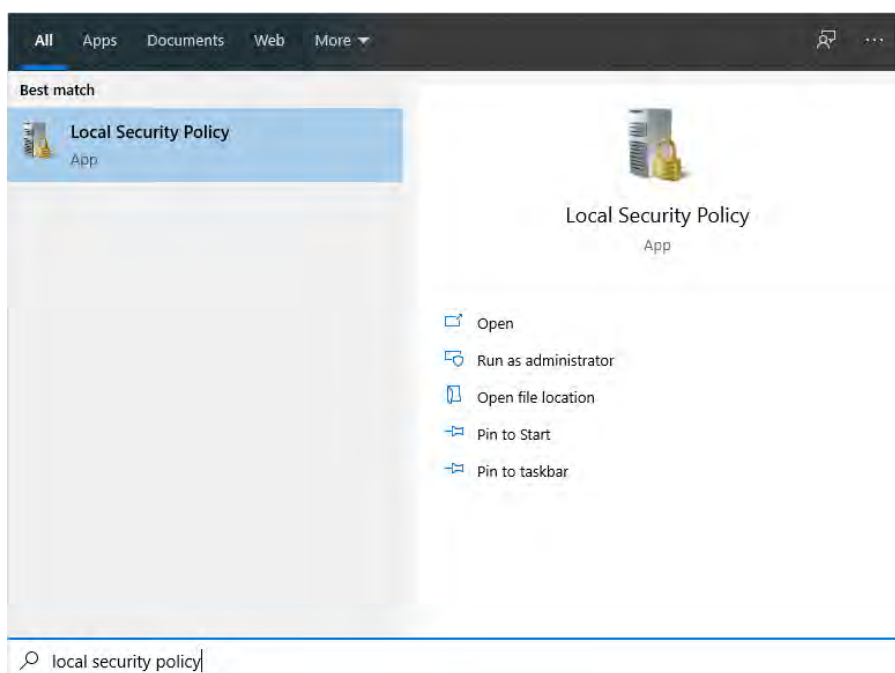 All Apps Documents Web More
Best match
Local Security Policy
App
Local Security Policy
App
Open
Run as administrator
Open file location
Pin to Start
Pin to taskbar
local security policy